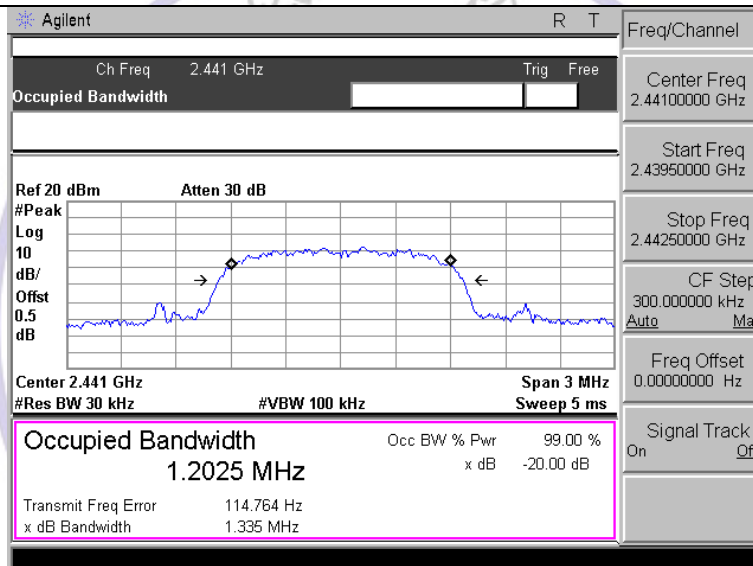 Agilent R T
Ch Freq 2.441 GHz Trig Free
Occupied Bandwidth
Ref 20 dBm Atten 30 dB
#Peak
Log
10
dB/
Offst
0.5
dB
Center 2.441 GHz Span 3 MHz
#Res BW 30 kHz #VBW 100 kHz Sweep 5 ms
Occupied Bandwidth Occ BW % Pwr 99.00 %
1.2025 MHz x dB -20.00 dB
Transmit Freq Error 114.764 Hz
x dB Bandwidth 1.335 MHz
Freq/Channel
Center Freq
2.44100000 GHz
Start Freq
2.43950000 GHz
Stop Freq
2.44250000 GHz
CF Step
300.000000 kHz
Auto Ma
Freq Offset
0.00000000 Hz
Signal Track
On Of